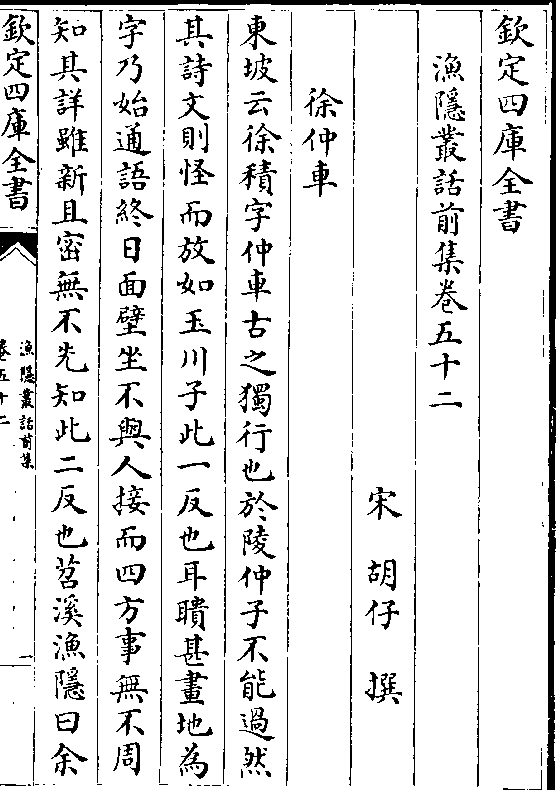 欽定四庫全書
漁隱叢話前集卷五十二
宋 胡仔 撰
徐仲車
東坡云徐積字仲車古之獨行也於陵仲子不能過然
其詩文則怪而放如玉川子此一反也耳聵甚畫地為
字乃始通語終日面壁坐不與人接而四方事無不周
知其詳雖新且密無不先知此二反也苕溪漁隱曰余
欽定四庫全書
漁隱叢話前集
卷五十二
一